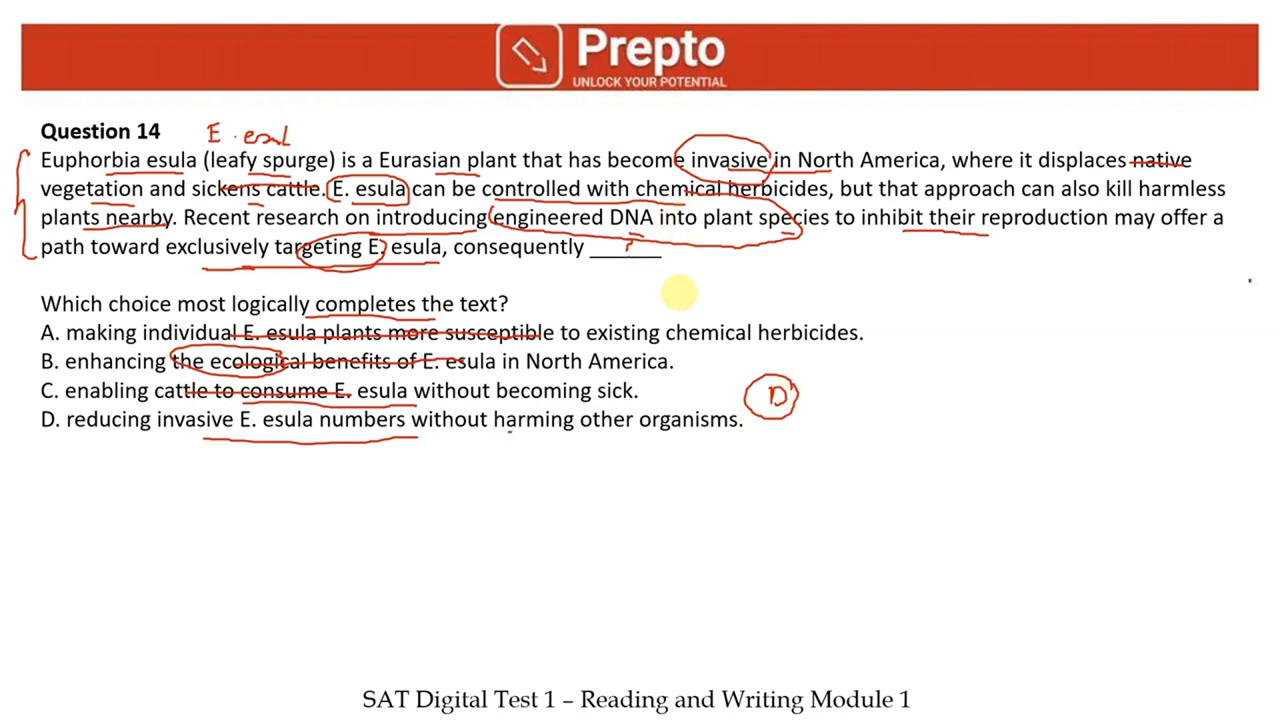 Prepto
UNLOCK YOUR POTENTIAL
Question 14
E. esul
Euphorbia esula (leafy spurge) is a Eurasian plant that has become invasive in North America, where it displaces native
vegetation and sickens cattle. E. esula can be controlled with chemical herbicides, but that approach can also kill harmless
plants nearby. Recent research on introducing engineered DNA into plant species to inhibit their reproduction may offer a
path toward exclusively targeting E. esula, consequently ______
?
Which choice most logically completes the text?
A. making individual E. esula plants more susceptible to existing chemical herbicides.
B. enhancing the ecological benefits of E. esula in North America.
C. enabling cattle to consume E. esula without becoming sick.
D. reducing invasive E. esula numbers without harming other organisms.
D
SAT Digital Test 1 – Reading and Writing Module 1